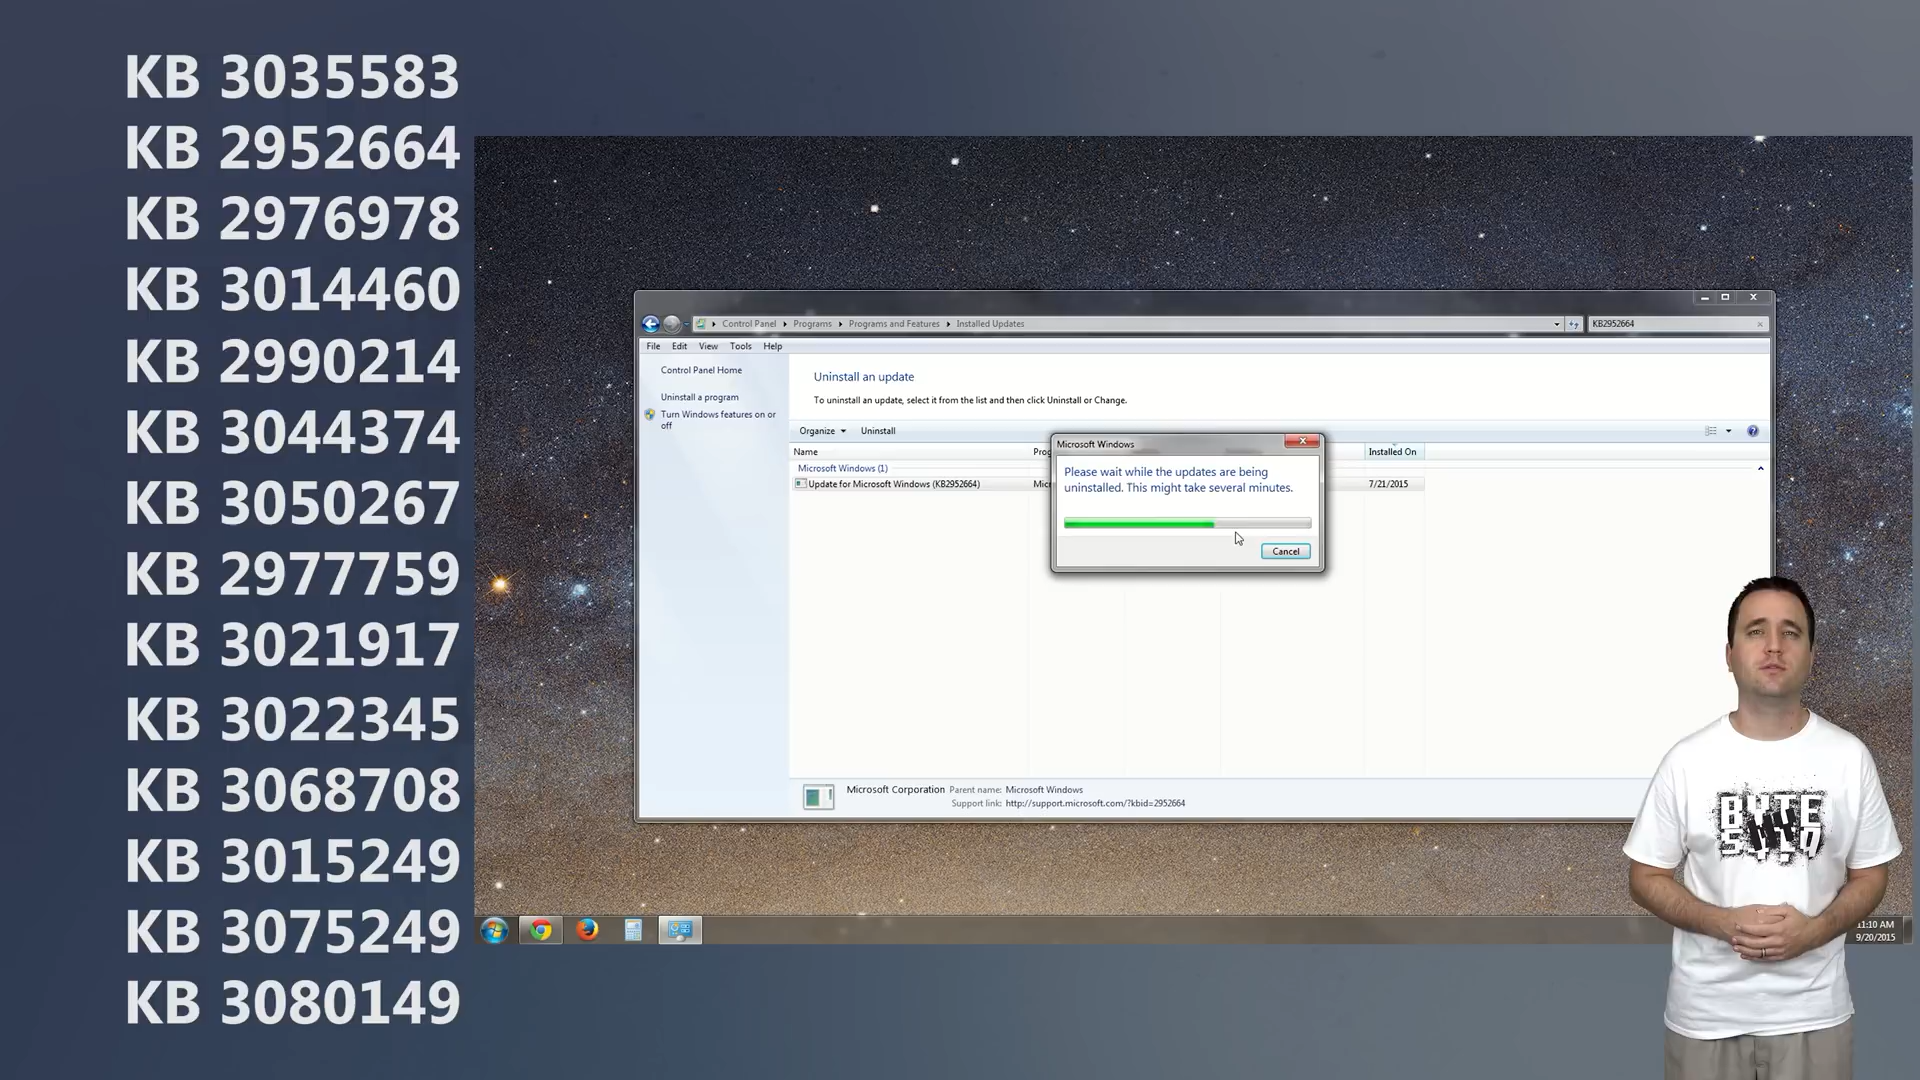 KB 3035583
KB 2952664
KB 2976978
KB 3014460
KB 2990214
KB 3044374
KB 3050267
KB 2977759
KB 3021917
KB 3022345
KB 3068708
KB 3015249
KB 3075249
KB 3080149
Control Panel
Programs
Programs and Features
Installed Updates
KB2952664
File
Edit
View
Tools
Help
Control Panel Home
Uninstall a program
Turn Windows features on or
off
Uninstall an update
To uninstall an update, select it from the list and then click Uninstall or Change.
Organize
Uninstall
Name
Installed On
Microsoft Windows (1)
Update for Microsoft Windows (KB2952664)
7/21/2015
Microsoft Windows
Please wait while the updates are being
uninstalled. This might take several minutes.
Cancel
Microsoft Corporation
Parent name: Microsoft Windows
Support link: http://support.microsoft.com/?kbid=2952664
BYTE
SILO
11:10 AM
9/20/2015